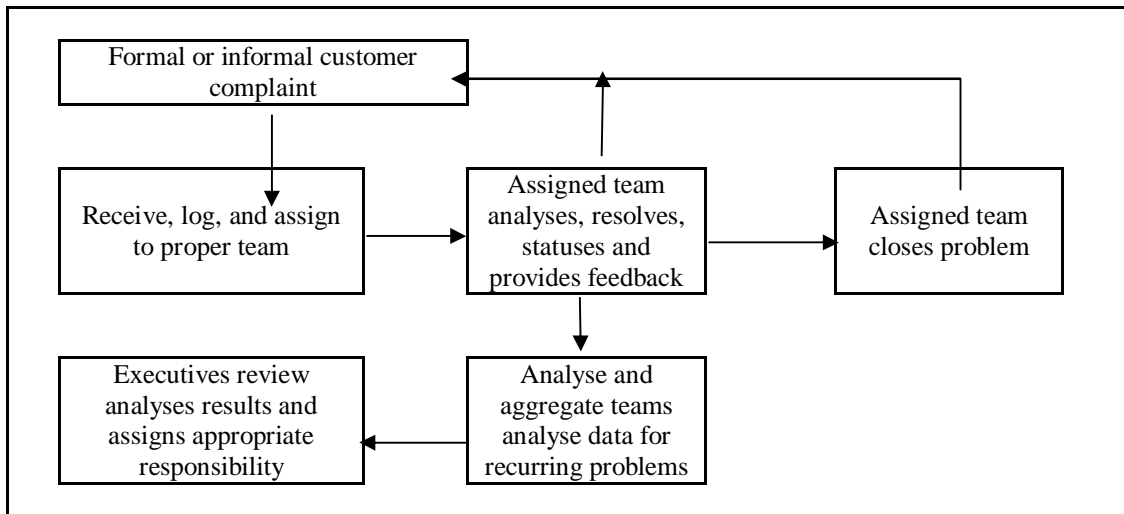 Formal or informal customer
complaint
Receive, log, and assign
to proper team
Assigned team
analyses, resolves,
statuses and
provides feedback
Assigned team
closes problem
Executives review
analyses results and
assigns appropriate
responsibility
Analyse and
aggregate teams
analyse data for
recurring problems